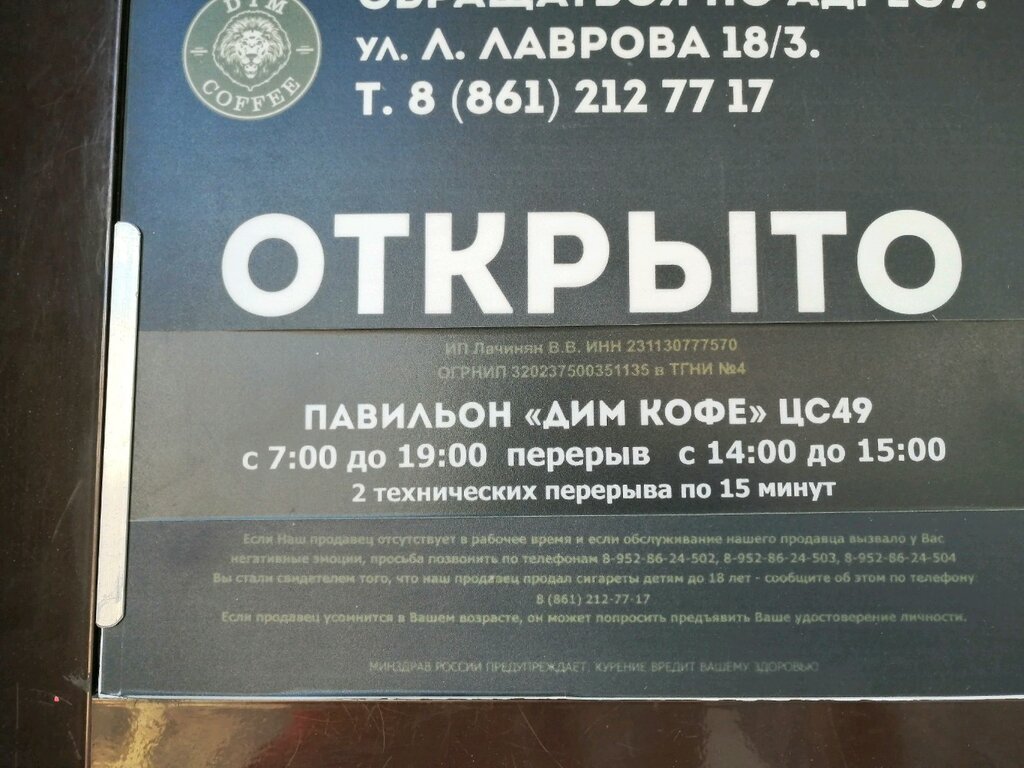 DIM
COFFEE
ОБРАЩАТЬСЯ ПО АДРЕСУ:
УЛ. Л. ЛАВРОВА 18/3.
Т. 8 (861) 212 77 17
ОТКРЫТО
ИП Лачинян В.В. ИНН 231130777570
ОГРНИП 320237500351135 в ТГНИ №4
ПАВИЛЬОН «ДИМ КОФЕ» ЦС49
с 7:00 до 19:00 перерыв с 14:00 до 15:00
2 технических перерыва по 15 минут
Если Наш продавец отсутствует в рабочее время и если обслуживание нашего продавца вызвало у Вас
негативные эмоции, просьба позвонить по телефонам 8-952-86-24-502, 8-952-86-24-503, 8-952-86-24-504
Вы стали свидетелем того, что наш продавец продал сигареты детям до 18 лет - сообщите об этом по телефону
8 (861) 212-77-17
Если продавец усомнится в Вашем возрасте, он может попросить предъявить Ваше удостоверение личности.
МИНЗДРАВ РОССИИ ПРЕДУПРЕЖДАЕТ: КУРЕНИЕ ВРЕДИТ ВАШЕМУ ЗДОРОВЬЮ